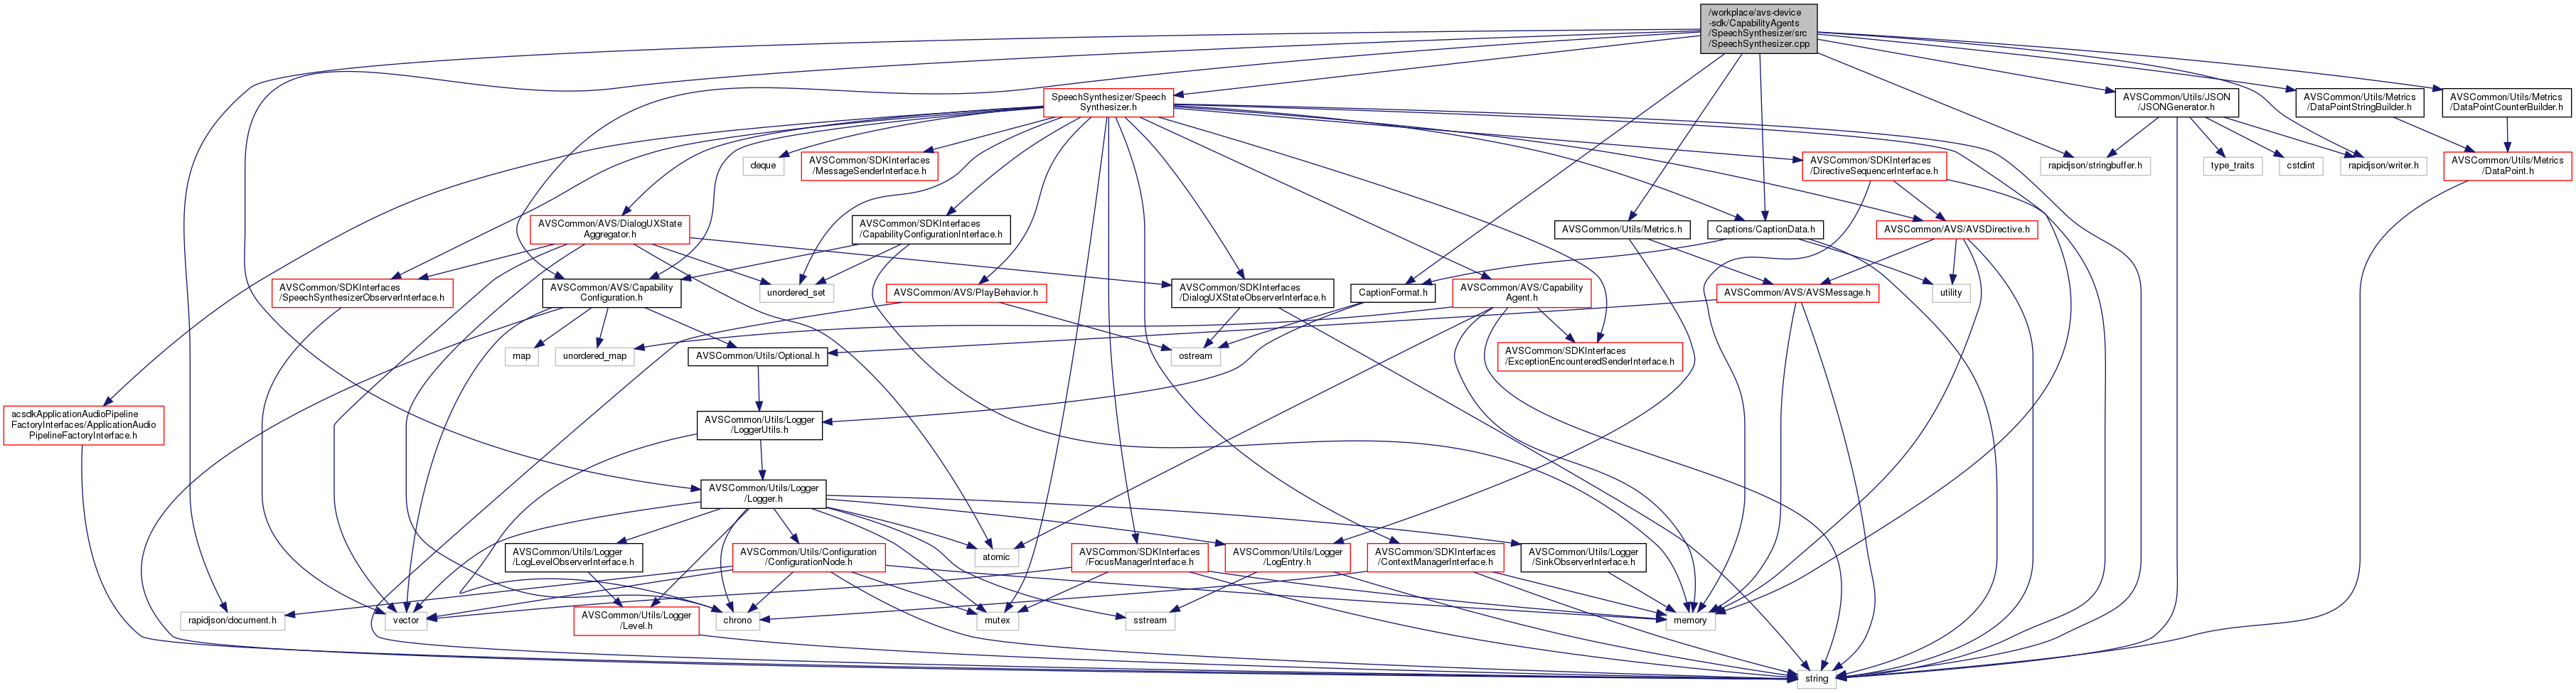 /workplace/avs-device
-sdk/CapabilityAgents
/SpeechSynthesizer/src
/SpeechSynthesizer.cpp
SpeechSynthesizer/Speech
Synthesizer.h
AVSCommon/Utils/JSON
/JSONGenerator.h
AVSCommon/Utils/Metrics
/DataPointStringBuilder.h
AVSCommon/Utils/Metrics
/DataPointCounterBuilder.h
deque
AVSCommon/SDKInterfaces
/MessageSenderInterface.h
AVSCommon/SDKInterfaces
/DirectiveSequencerInterface.h
rapidjson/stringbuffer.h
type_traits
cstdint
rapidjson/writer.h
AVSCommon/Utils/Metrics
/DataPoint.h
AVSCommon/AVS/DialogUXState
Aggregator.h
AVSCommon/SDKInterfaces
/CapabilityConfigurationInterface.h
AVSCommon/Utils/Metrics.h
Captions/CaptionData.h
AVSCommon/AVS/AVSDirective.h
AVSCommon/SDKInterfaces
/SpeechSynthesizerObserverInterface.h
AVSCommon/AVS/Capability
Configuration.h
unordered_set
AVSCommon/AVS/PlayBehavior.h
AVSCommon/SDKInterfaces
/DialogUXStateObserverInterface.h
CaptionFormat.h
AVSCommon/AVS/Capability
Agent.h
AVSCommon/AVS/AVSMessage.h
utility
map
unordered_map
AVSCommon/Utils/Optional.h
ostream
AVSCommon/SDKInterfaces
/ExceptionEncounteredSenderInterface.h
acsdkApplicationAudioPipeline
FactoryInterfaces/ApplicationAudio
PipelineFactoryInterface.h
AVSCommon/Utils/Logger
/LoggerUtils.h
AVSCommon/Utils/Logger
/Logger.h
AVSCommon/Utils/Logger
/LogLevelObserverInterface.h
AVSCommon/Utils/Configuration
/ConfigurationNode.h
atomic
AVSCommon/SDKInterfaces
/FocusManagerInterface.h
AVSCommon/Utils/Logger
/LogEntry.h
AVSCommon/SDKInterfaces
/ContextManagerInterface.h
AVSCommon/Utils/Logger
/SinkObserverInterface.h
rapidjson/document.h
vector
AVSCommon/Utils/Logger
/Level.h
chrono
mutex
sstream
memory
string